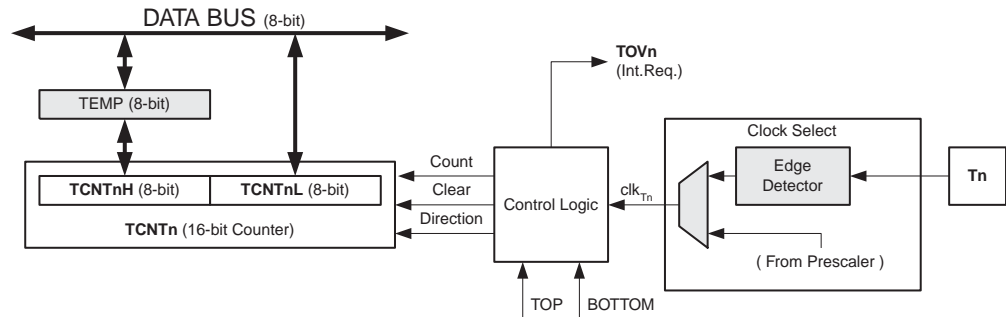 DATA BUS (8-bit)
TOVn
(Int.Req.)
TEMP (8-bit)
Clock Select
Count
Edge
Detector
TCNTnH (8-bit) TCNTnL (8-bit)
Clear
Control Logic
clkTn
Tn
TCNTn (16-bit Counter)
Direction
( From Prescaler )
TOP
BOTTOM